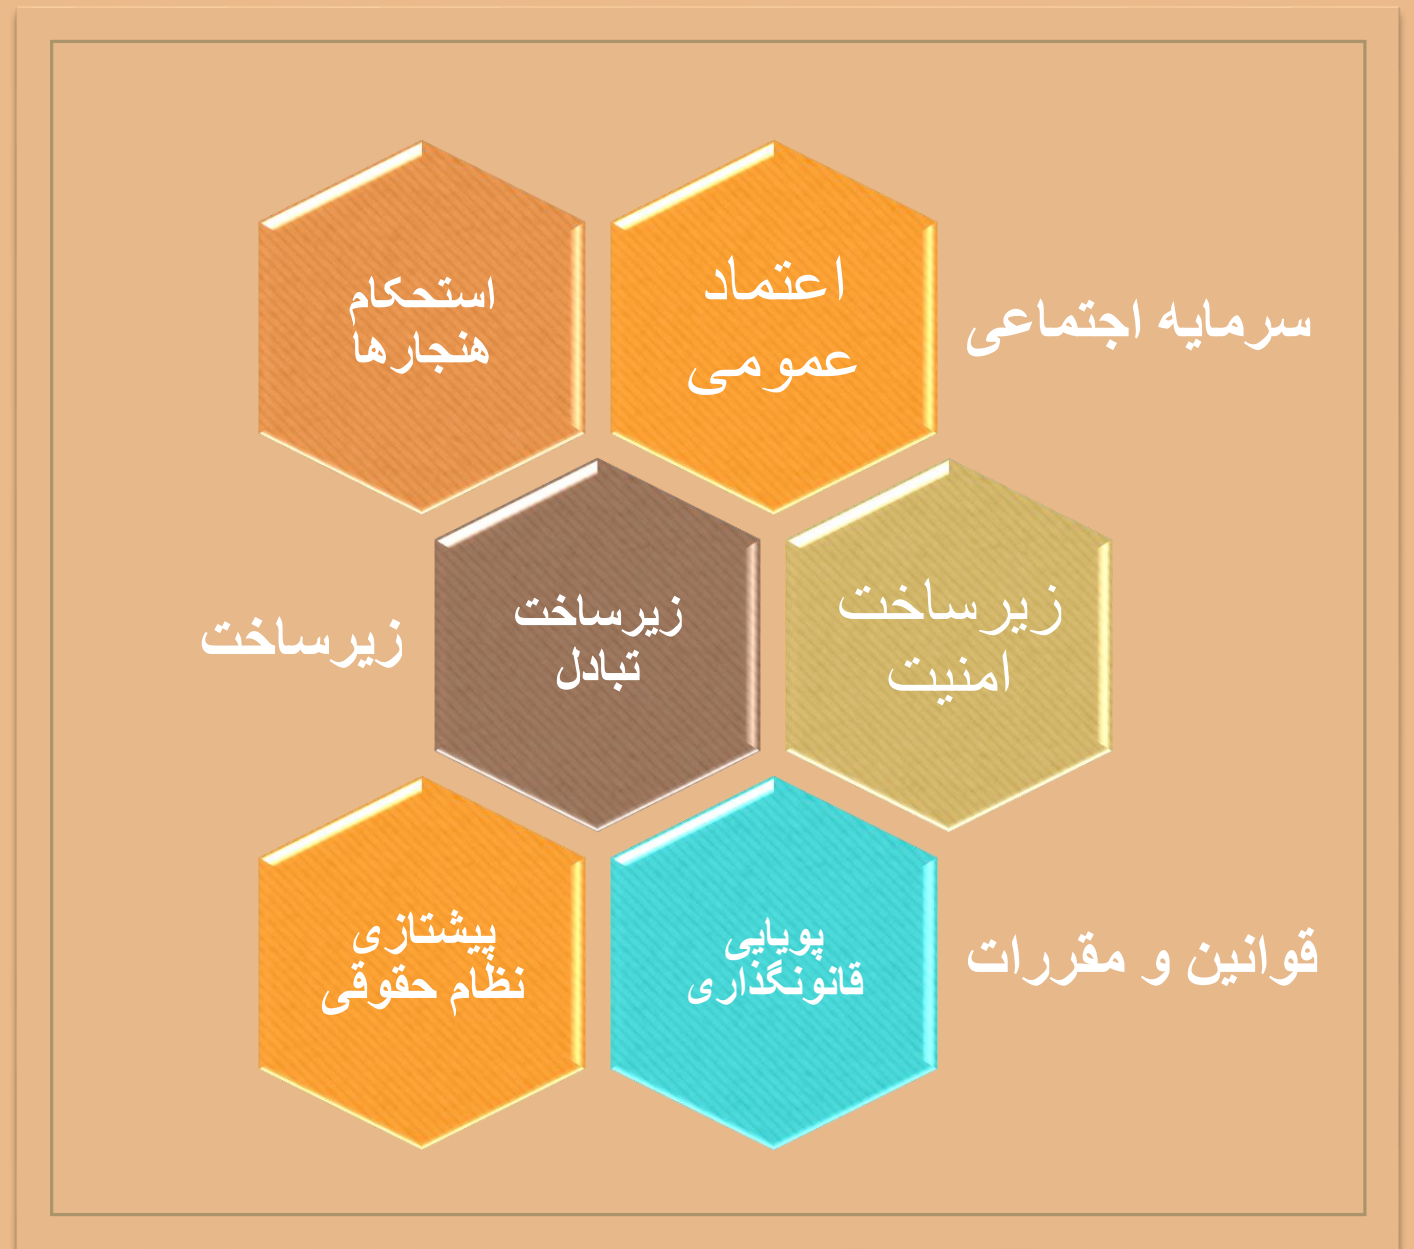 سرمایه اجتماعی
اعتماد
عمومی
استحکام
هنجارها
زیرساخت
امنیت
زیرساخت
تبادل
زیرساخت
قوانین و مقررات
پویایی
قانونگذاری
پیشتازی
نظام حقوقی